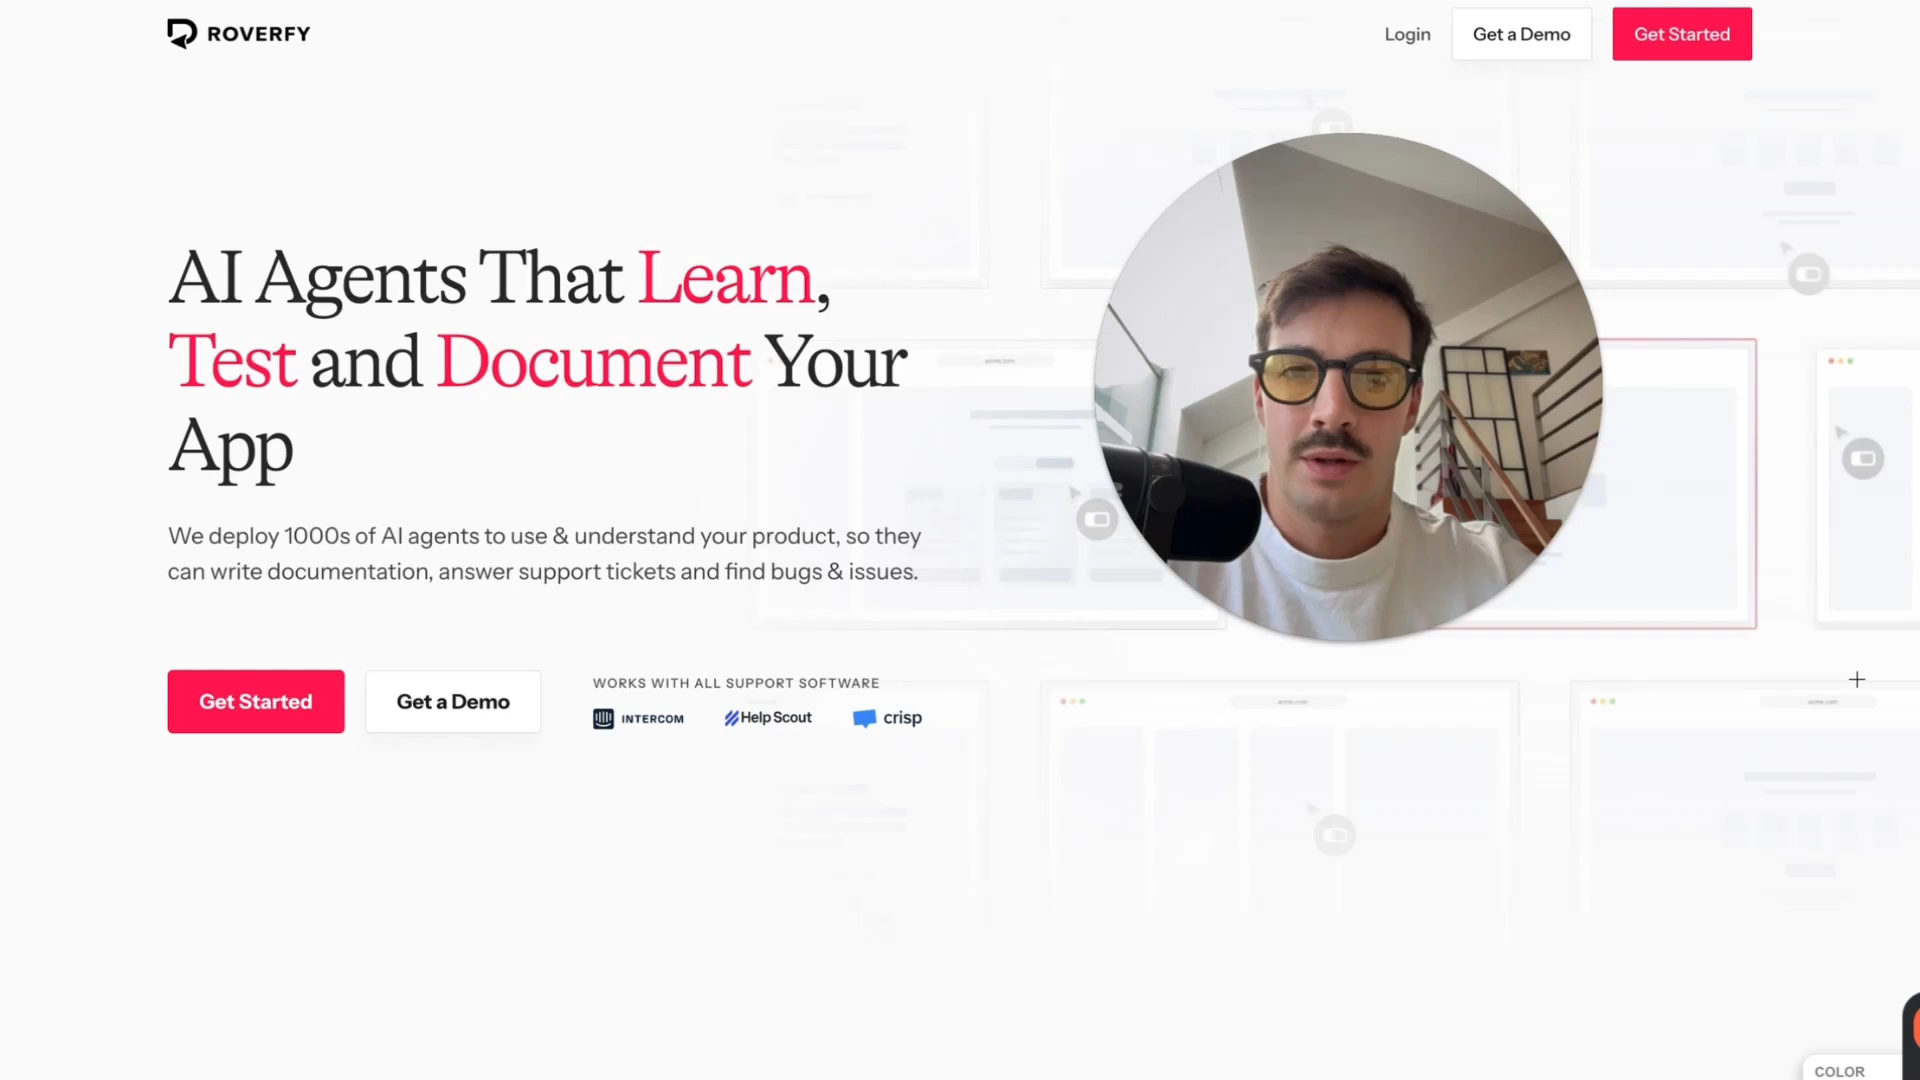 ROVERFY
Login
Get a Demo
Get Started
AI Agents That Learn,
Test and Document Your
App
We deploy 1000s of AI agents to use & understand your product, so they
can write documentation, answer support tickets and find bugs & issues.
Get Started
Get a Demo
WORKS WITH ALL SUPPORT SOFTWARE
INTERCOM
Help Scout
crisp
COLOR